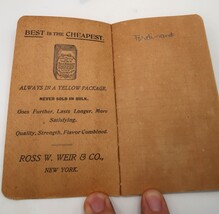 BEST IS THE CHEAPEST.
ALWAYS IN A YELLOW PACKAGE.
NEVER SOLD IN BULK.
Goes Further, Lasts Longer, More
Satisfying.
Quality, Strength, Flavor Combined.
ROSS W. WEIR & CO.,
NEW YORK.